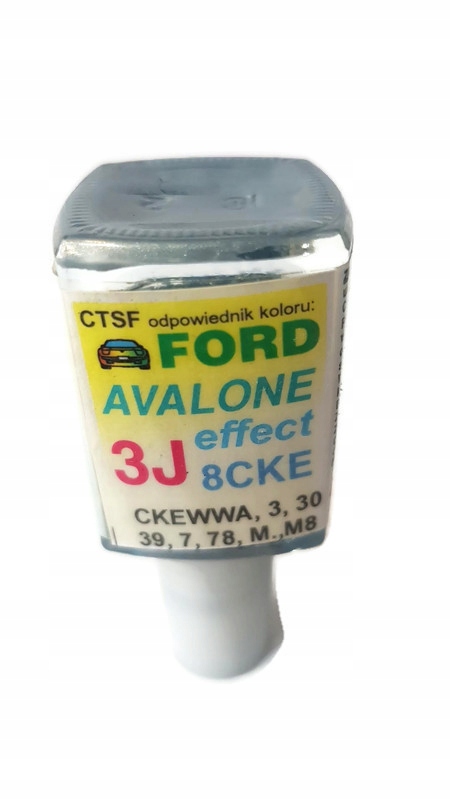 CTSF odpowiednik koloru:
FORD
AVALONE
effect
3J 8CKE
CKEWWA, 3, 30
39, 7, 78, M.,M8